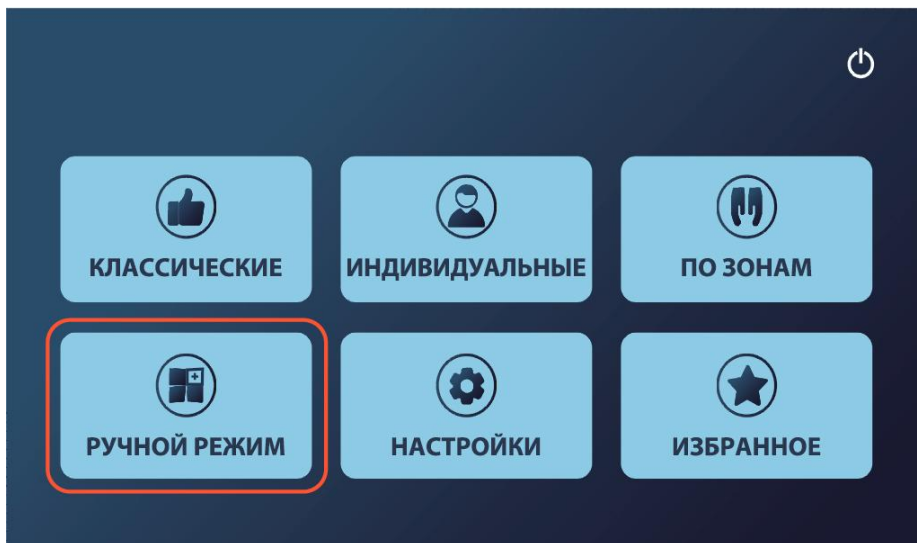 КЛАССИЧЕСКИЕ
ИНДИВИДУАЛЬНЫЕ
ПО ЗОНАМ
РУЧНОЙ РЕЖИМ
НАСТРОЙКИ
ИЗБРАННОЕ